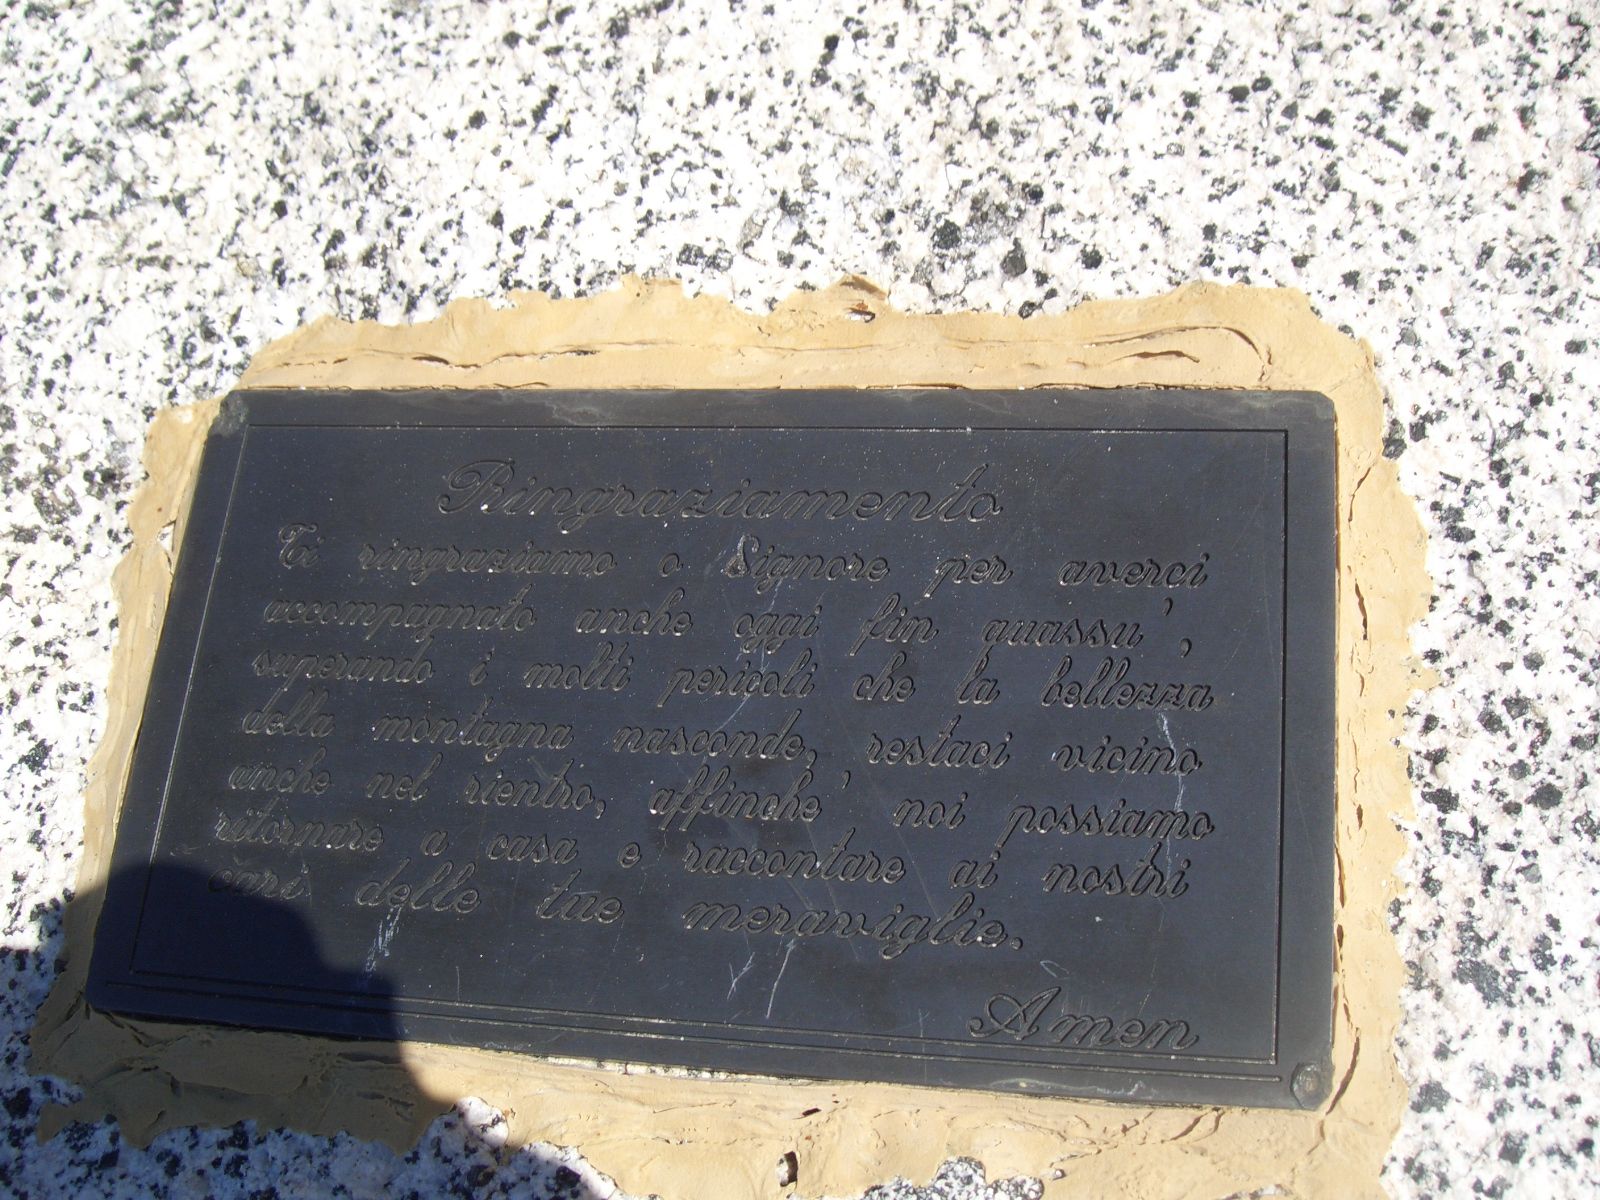 Ringraziamento
Ti ringraziamo o Signore per averci
accompagnato anche oggi fin quassu',
superando i molti pericoli che la bellezza
della montagna nasconde, restaci vicino
anche nel rientro, affinche' noi possiamo
ritornare a casa e raccontare ai nostri
cari delle tue meraviglie.
Amen